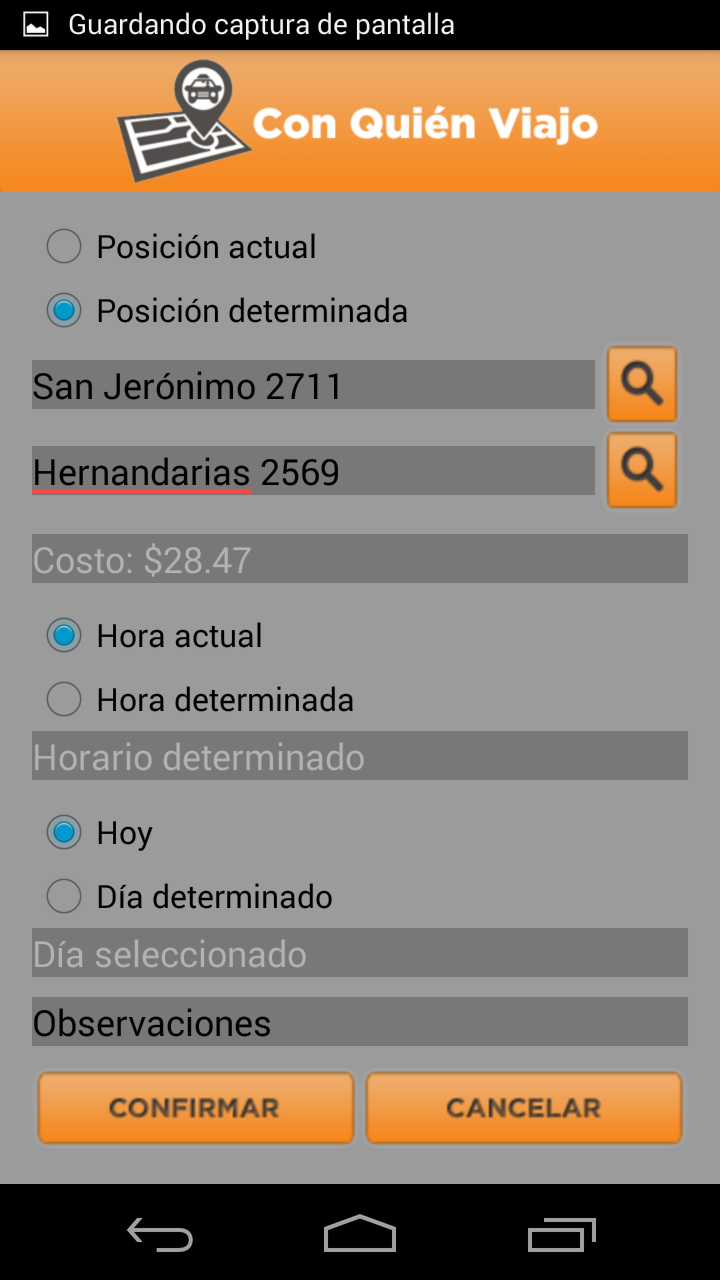 Guardando captura de pantalla
Con Quién Viajo
Posición actual
Posición determinada
San Jerónimo 2711
Hernandarias 2569
Costo: $28.47
Hora actual
Hora determinada
Horario determinado
Hoy
Día determinado
Día seleccionado
Observaciones
CONFIRMAR
CANCELAR